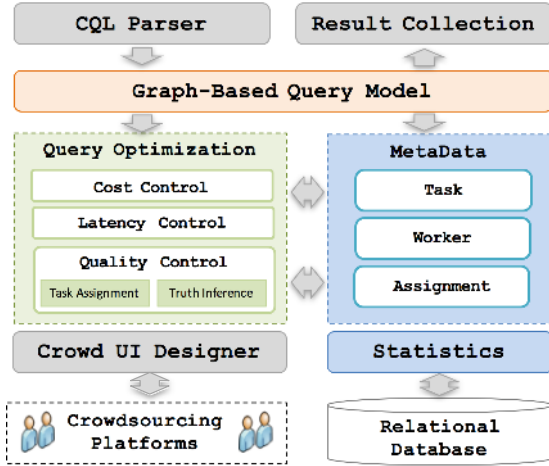 CQL Parser
Result Collection
Graph-Based Query Model
Query Optimization
Cost Control
Latency Control
Quality Control
Task Assignment
Truth Inference
MetaData
Task
Worker
Assignment
Crowd UI Designer
Statistics
Crowdsourcing
Platforms
Relational
Database